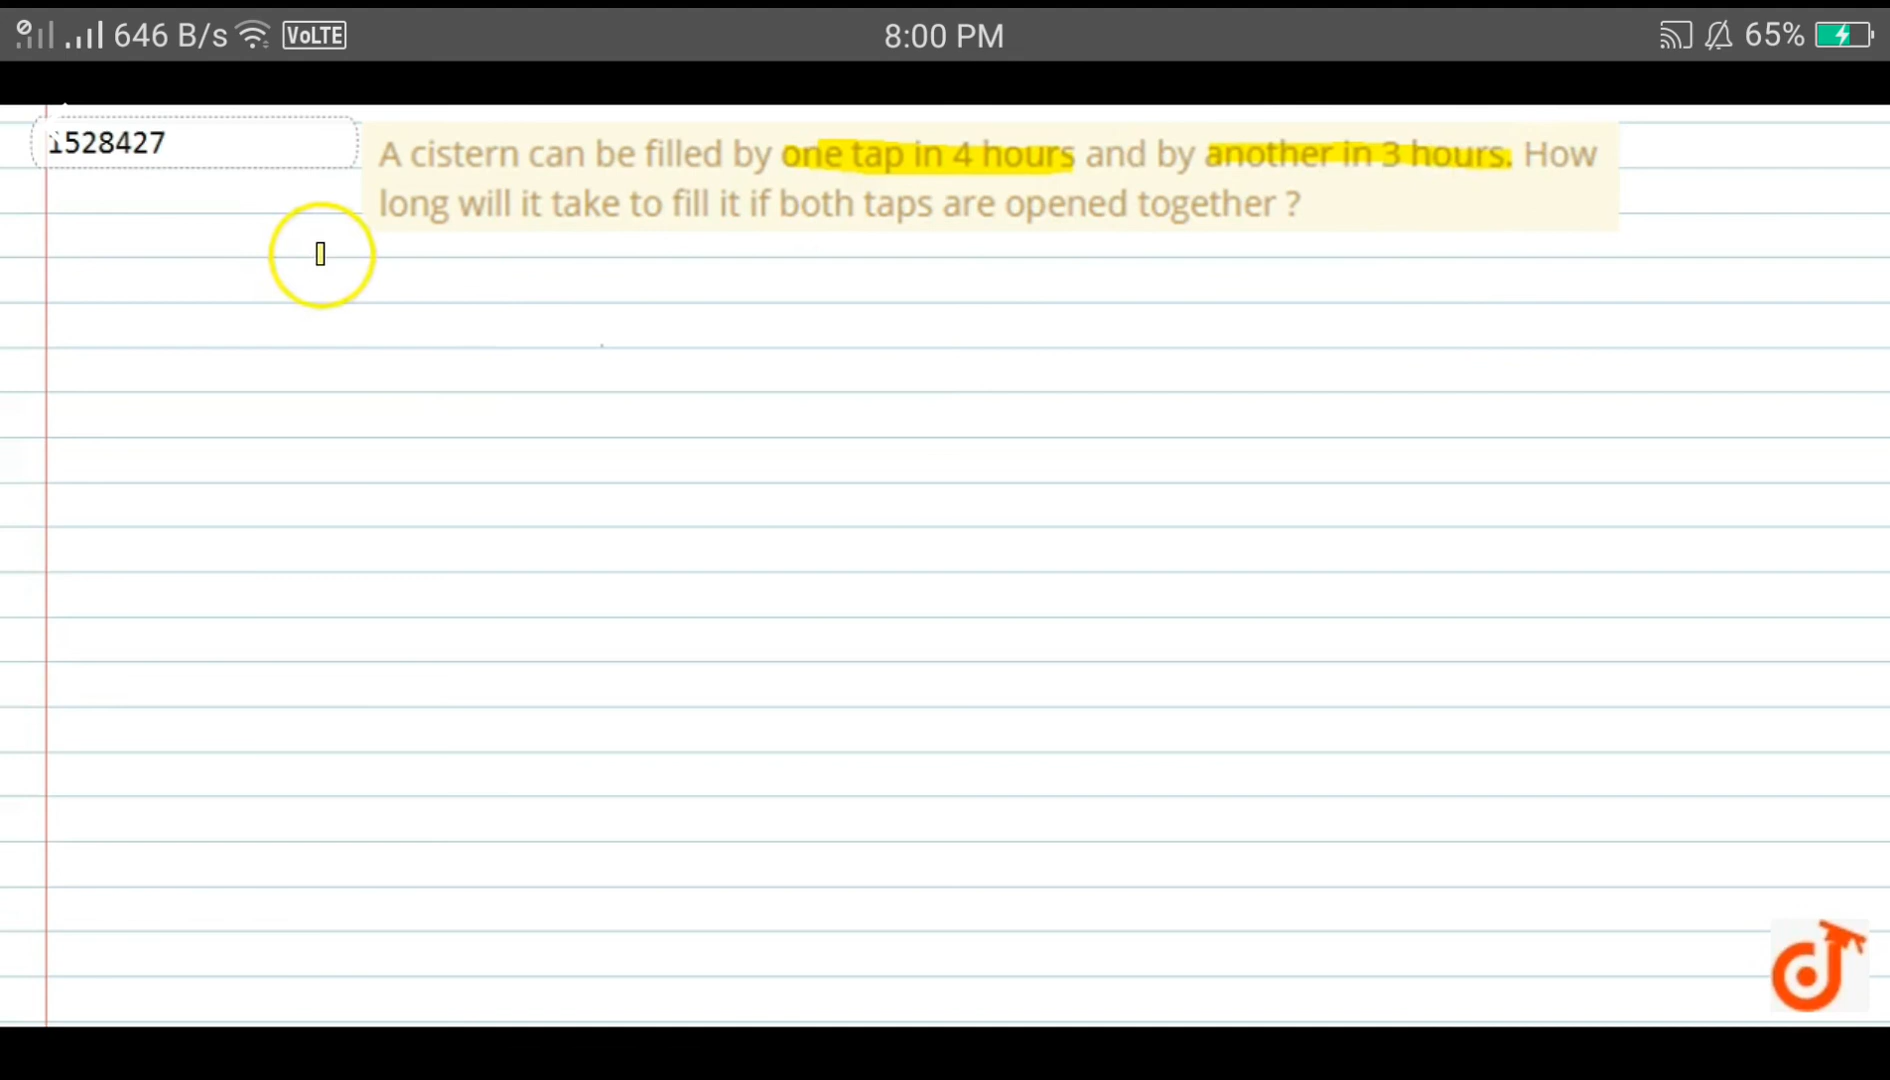 646 B/s VoLTE 8:00 PM 65%
1528427
A cistern can be filled by one tap in 4 hours and by another in 3 hours. How
long will it take to fill it if both taps are opened together ?